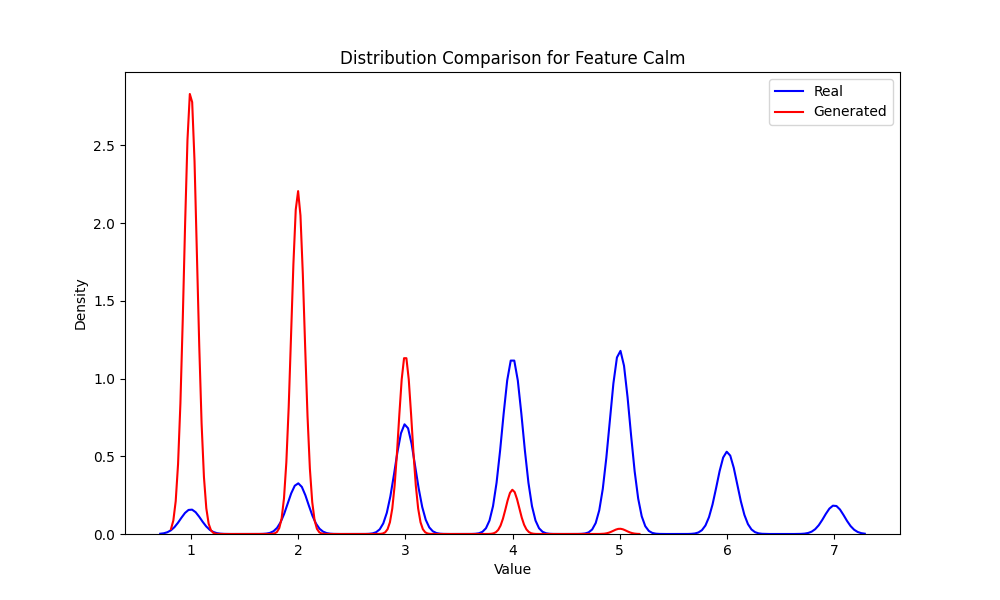 Distribution Comparison for Feature Calm
Real
Generated
2.5
2.0
1.5
1.0
0.5
0.0
Density
1 2 3 4 5 6 7
Value